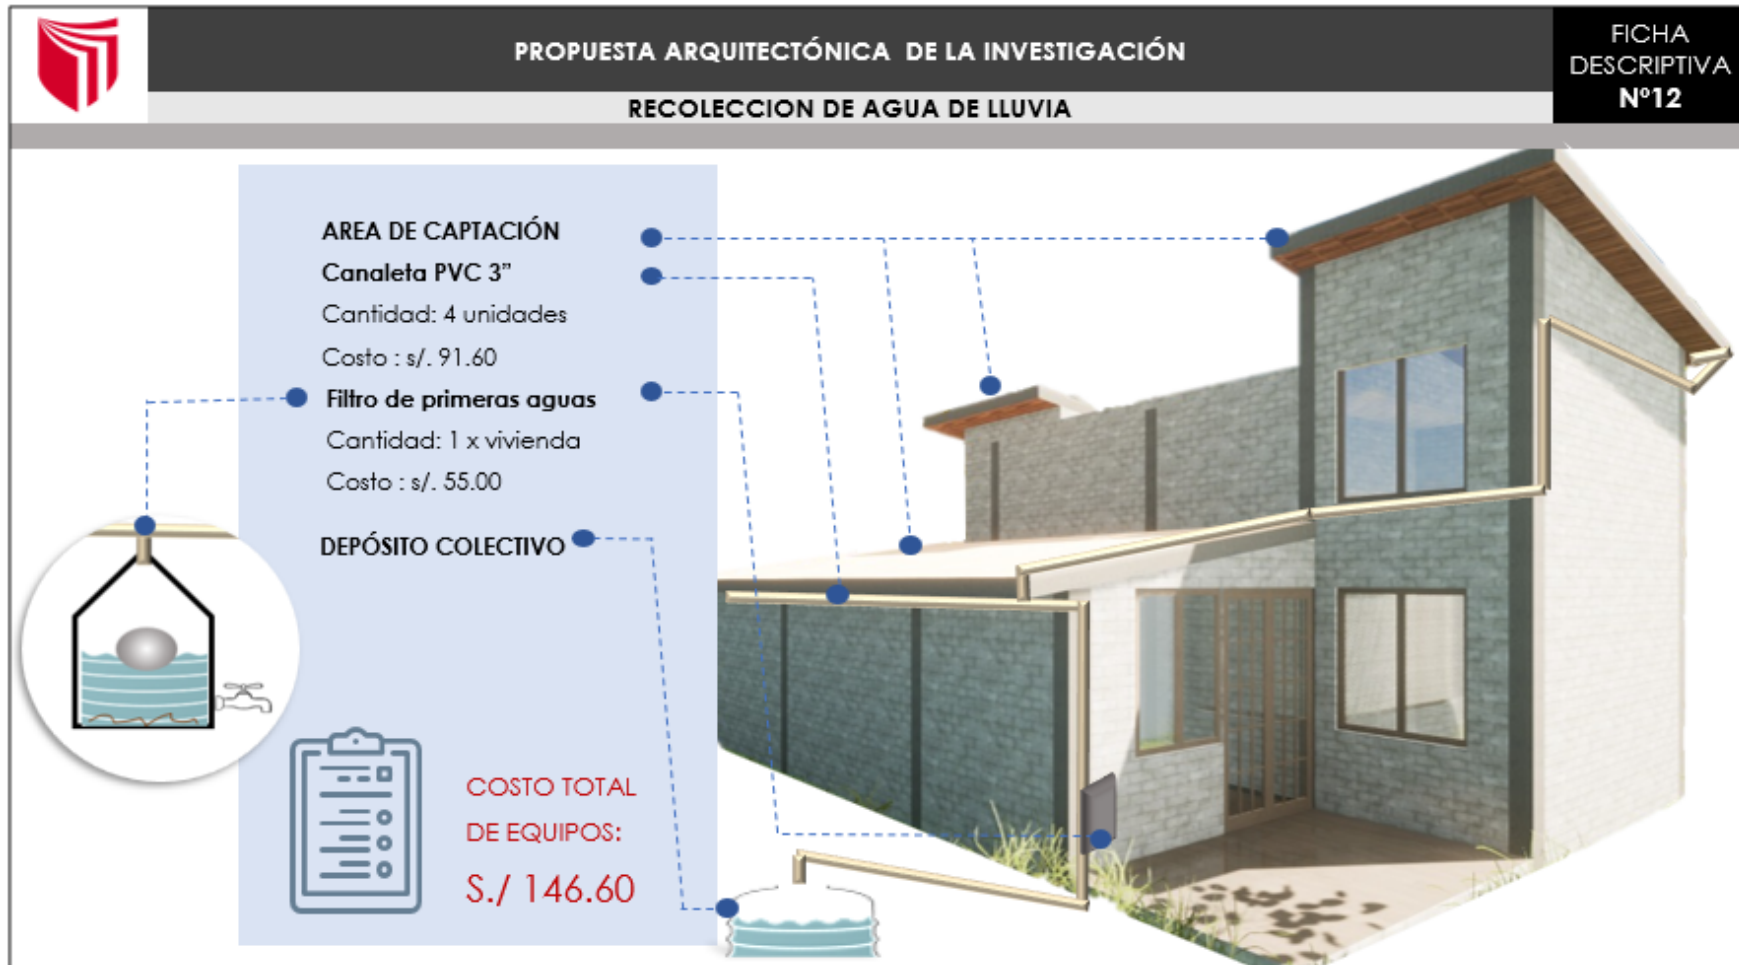 PROPUESTA ARQUITECTÓNICA DE LA INVESTIGACIÓN
FICHA
DESCRIPTIVA
Nº12
RECOLECCION DE AGUA DE LLUVIA
AREA DE CAPTACIÓN
Canaleta PVC 3”
Cantidad: 4 unidades
Costo : s/. 91.60
Filtro de primeras aguas
Cantidad: 1 x vivienda
Costo : s/. 55.00
DEPÓSITO COLECTIVO
COSTO TOTAL
DE EQUIPOS:
S./ 146.60